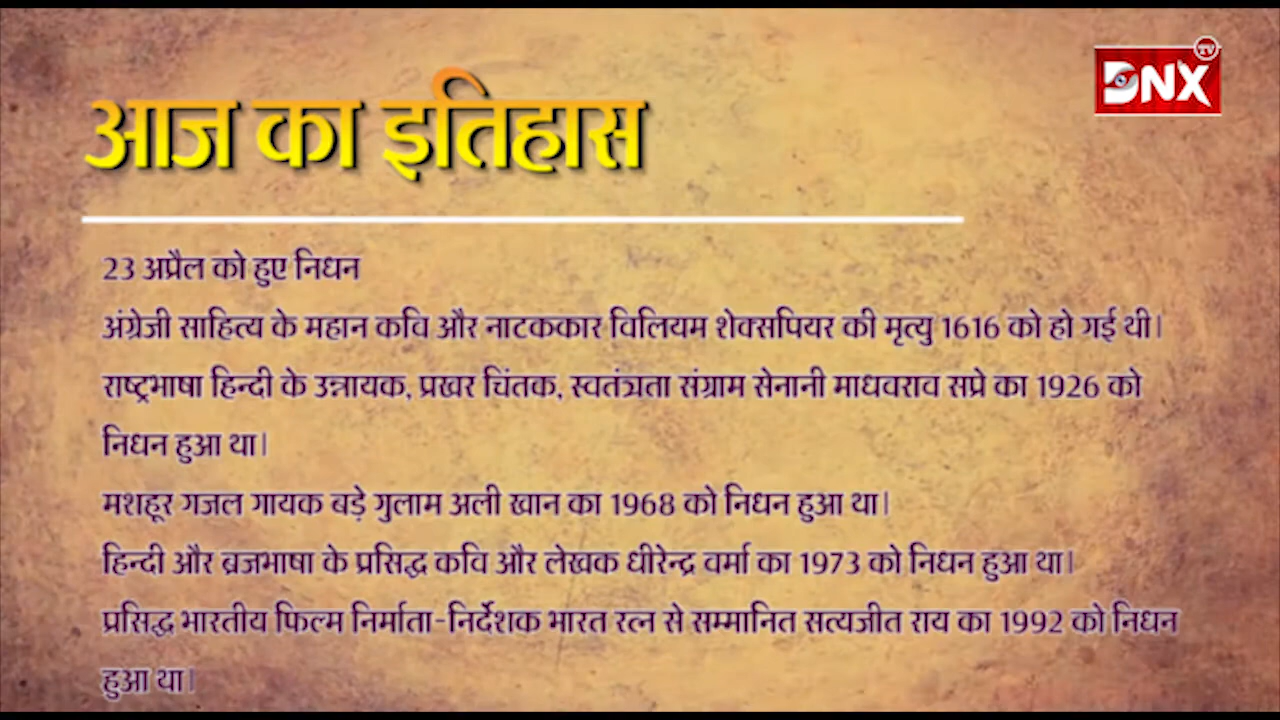 TV
DNX
आज का इतिहास
23 अप्रैल को हुए निधन
अंग्रेजी साहित्य के महान कवि और नाटककार विलियम शेक्सपियर की मृत्यु 1616 को हो गई थी।
राष्ट्रभाषा हिन्दी के उन्नायक, प्रखर चिंतक, स्वतंत्रता संग्राम सेनानी माधवराव सप्रे का 1926 को
निधन हुआ था।
मशहूर गजल गायक बड़े गुलाम अली खान का 1968 को निधन हुआ था।
हिन्दी और ब्रजभाषा के प्रसिद्ध कवि और लेखक धीरेन्द्र वर्मा का 1973 को निधन हुआ था।
प्रसिद्ध भारतीय फिल्म निर्माता-निर्देशक भारत रत्न से सम्मानित सत्यजीत राय का 1992 को निधन
हुआ था।